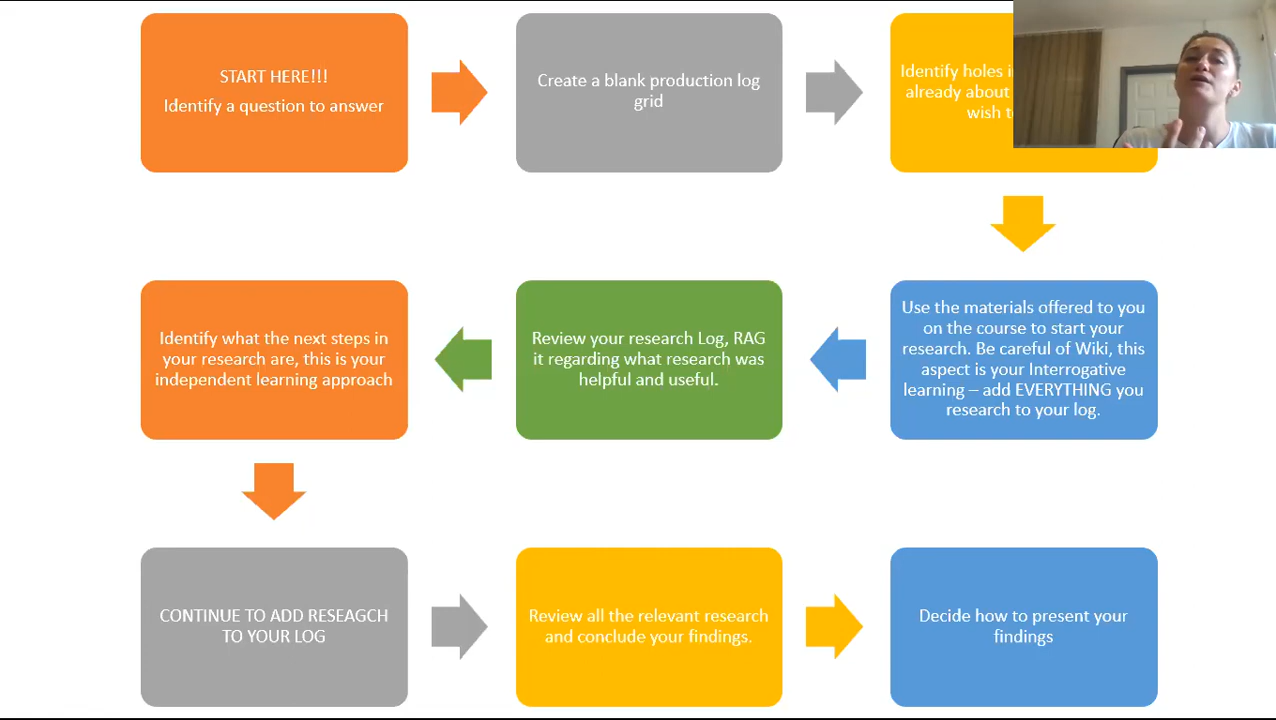 START HERE!!!
Identify a question to answer
Create a blank production log
grid
Identify holes
already about
wish
Use the materials offered to you
on the course to start your
research. Be careful of Wiki, this
aspect is your Interrogative
learning – add EVERYTHING you
research to your log.
Review your research Log, RAG
it regarding what research was
helpful and useful.
Identify what the next steps in
your research are, this is your
independent learning approach
CONTINUE TO ADD RESEAGCH
TO YOUR LOG
Review all the relevant research
and conclude your findings.
Decide how to present your
findings